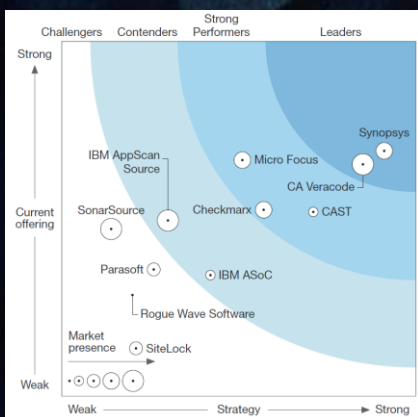 Challengers
Contenders
Strong
Performers
Leaders
Strong
Synopsys
IBM AppScan
Source
Micro Focus
CA Veracode
Current
offering
SonarSource
Checkmarx
CAST
Parasoft
IBM ASoC
Rogue Wave Software
Market
presence
SiteLock
Weak
Weak
Strategy
Strong